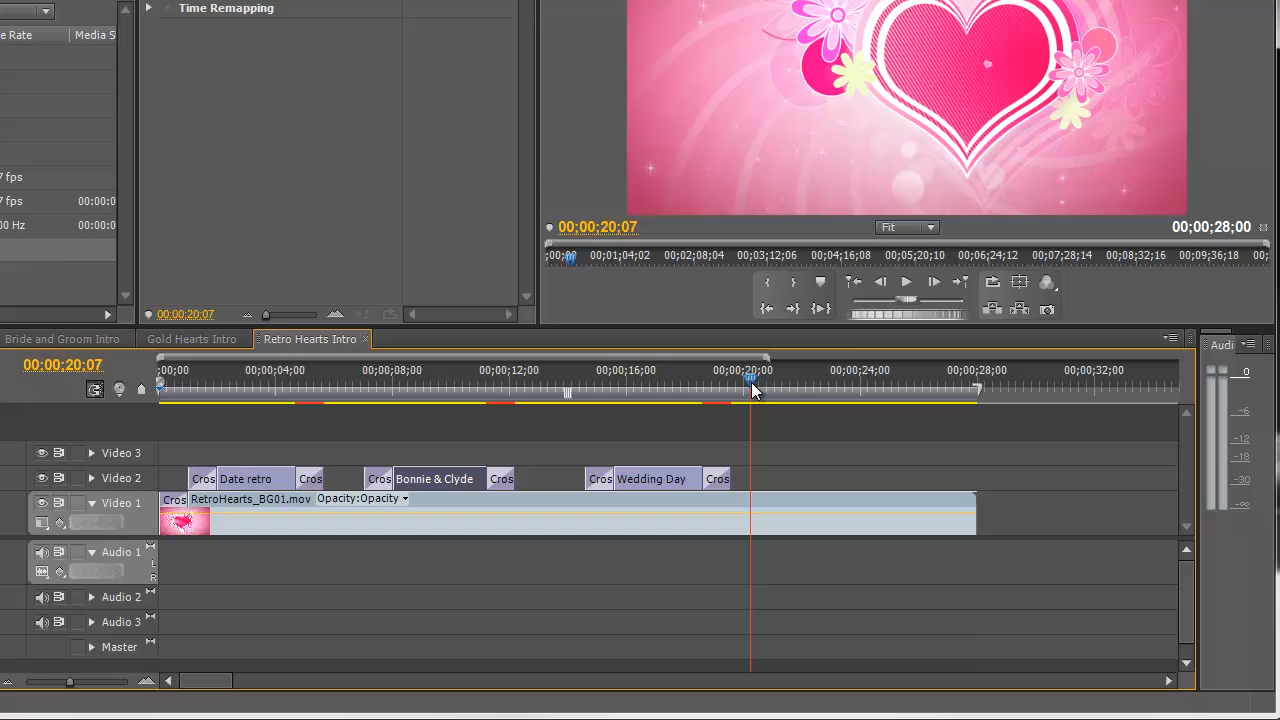 Time Remapping
e Rate
Media S
7 fps
7 fps
00:00:0
00 Hz
00;00;20;07
Fit
00;00;28;00
;00;00
00;01;04;02
00;02;08;04
00;03;12;06
00;04;16;08
00;05;20;10
00;06;24;12
00;07;28;14
00;08;32;16
00;09;36;18
00;
00;00;20;07
Bride and Groom Intro
Gold Hearts Intro
Retro Hearts Intro
Audi
00;00;20;07
;00;00
00;00;04;00
00;00;08;00
00;00;12;00
00;00;16;00
00;00;20;00
00;00;24;00
00;00;28;00
00;00;32;00
0
-6
-12
-18
-30
-∞
Video 3
Video 2
Cros
Date retro
Cros
Cros
Bonnie & Clyde
Cros
Cros
Wedding Day
Cros
Video 1
Cros
RetroHearts_BG01.mov
Opacity:Opacity
Audio 1
L
R
Audio 2
Audio 3
Master